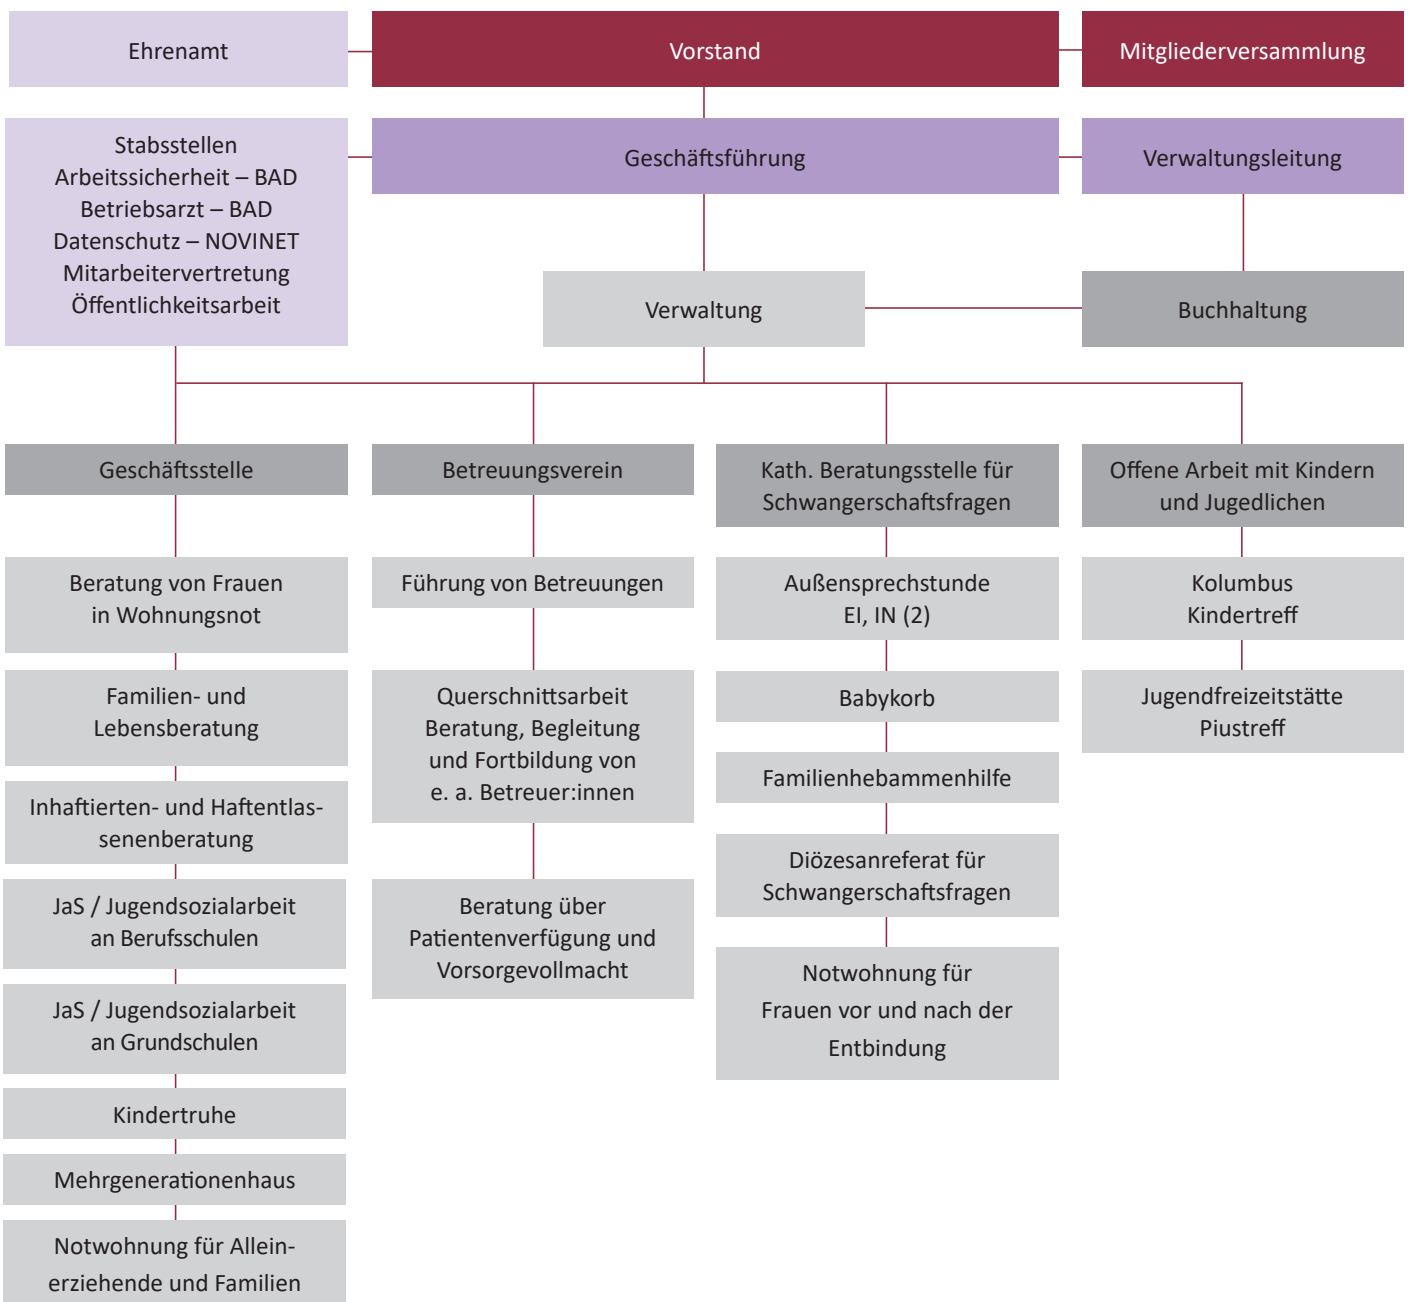 Ehrenamt
Vorstand
Mitgliederversammlung
Stabsstellen
Arbeitssicherheit – BAD
Betriebsarzt – BAD
Datenschutz – NOVINET
Mitarbeitervertretung
Öffentlichkeitsarbeit
Geschäftsführung
Verwaltungsleitung
Verwaltung
Buchhaltung
Geschäftsstelle
Beratung von Frauen
in Wohnungsnot
Familien- und
Lebensberatung
Inhaftierten- und Haftentlas-
senenberatung
JaS / Jugendsozialarbeit
an Berufsschulen
JaS / Jugendsozialarbeit
an Grundschulen
Kindertruhe
Mehrgenerationenhaus
Notwohnung für Allein-
erziehende und Familien
Betreuungsverein
Führung von Betreuungen
Querschnittsarbeit
Beratung, Begleitung
und Fortbildung von
e. a. Betreuer:innen
Beratung über
Patientenverfügung und
Vorsorgevollmacht
Kath. Beratungsstelle für
Schwangerschaftsfragen
Außensprechstunde
EI, IN (2)
Babykorb
Familienhebammenhilfe
Diözesanreferat für
Schwangerschaftsfragen
Notwohnung für
Frauen vor und nach der
Entbindung
Offene Arbeit mit Kindern
und Jugedlichen
Kolumbus
Kindertreff
Jugendfreizeitstätte
Piustreff